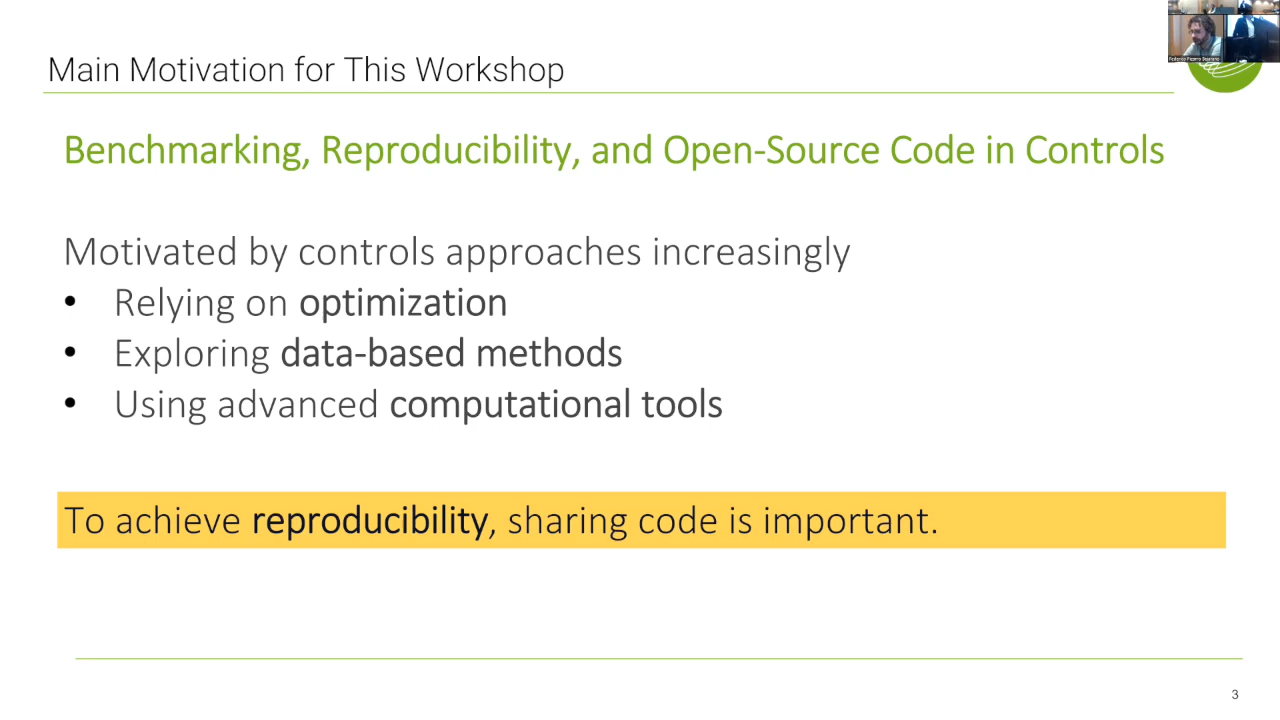 Main Motivation for This Workshop
Benchmarking, Reproducibility, and Open-Source Code in Controls
Motivated by controls approaches increasingly
• Relying on optimization
• Exploring data-based methods
• Using advanced computational tools
To achieve reproducibility, sharing code is important.
3